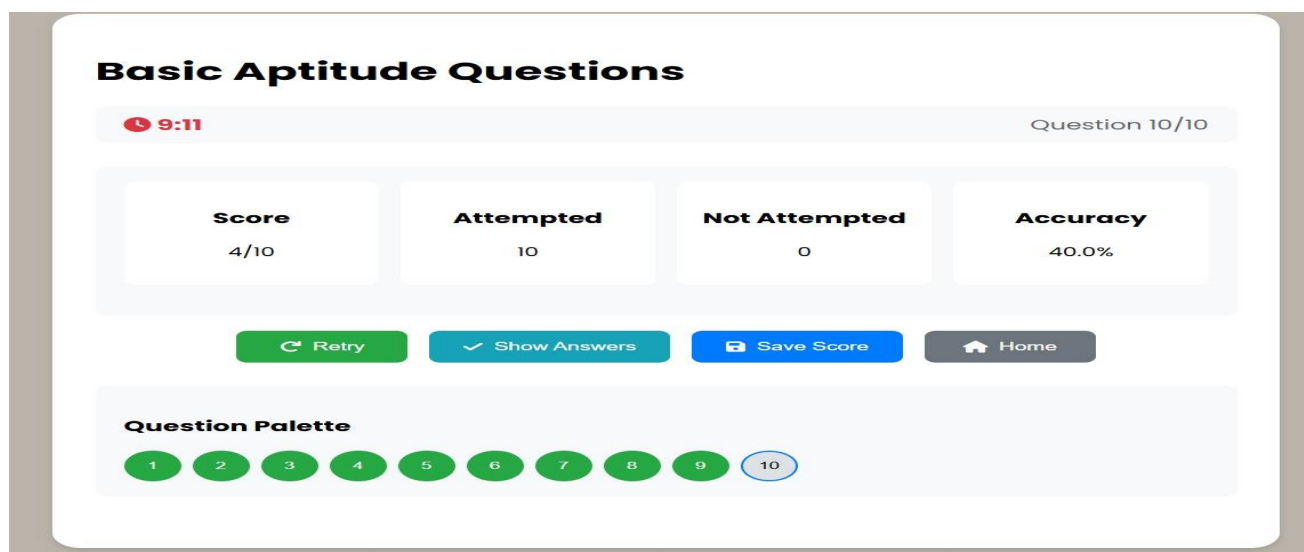 Basic Aptitude Questions
9:11 Question 10/10
Score Attempted Not Attempted Accuracy
4/10 10 0 40.0%
Retry Show Answers Save Score Home
Question Palette
1 2 3 4 5 6 7 8 9 10